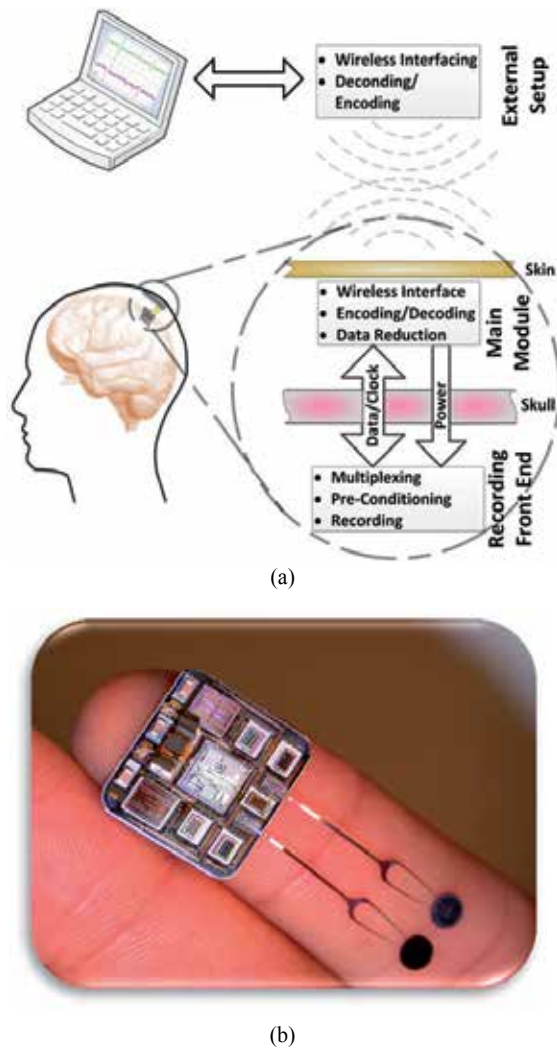 • Wireless Interfacing
• Deconding/
Encoding
External
Setup
Skin
• Wireless Interface
• Encoding/Decoding
• Data Reduction
Main
Module
Data/Clock
Power
Skull
• Multiplexing
• Pre-Conditioning
• Recording
Recording
Front-End
(a)
(b)